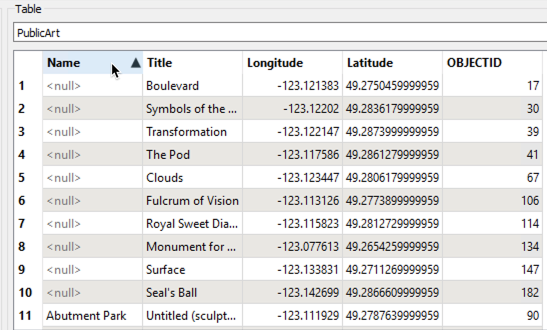 Table
PublicArt
Name Title Longitude Latitude OBJECTID
1 <null> Boulevard -123.121383 49.2750459999959 17
2 <null> Symbols of the ... -123.12202 49.2836179999959 30
3 <null> Transformation -123.122147 49.2873999999959 39
4 <null> The Pod -123.117586 49.2861279999959 41
5 <null> Clouds -123.123447 49.2806179999959 67
6 <null> Fulcrum of Vision -123.113126 49.2773899999959 106
7 <null> Royal Sweet Dia... -123.115823 49.2812729999959 114
8 <null> Monument for ... -123.077613 49.2654259999959 134
9 <null> Surface -123.133831 49.2711269999959 147
10 <null> Seal's Ball -123.142699 49.2866609999959 182
11 Abutment Park Untitled (sculpt... -123.111929 49.2787639999959 90